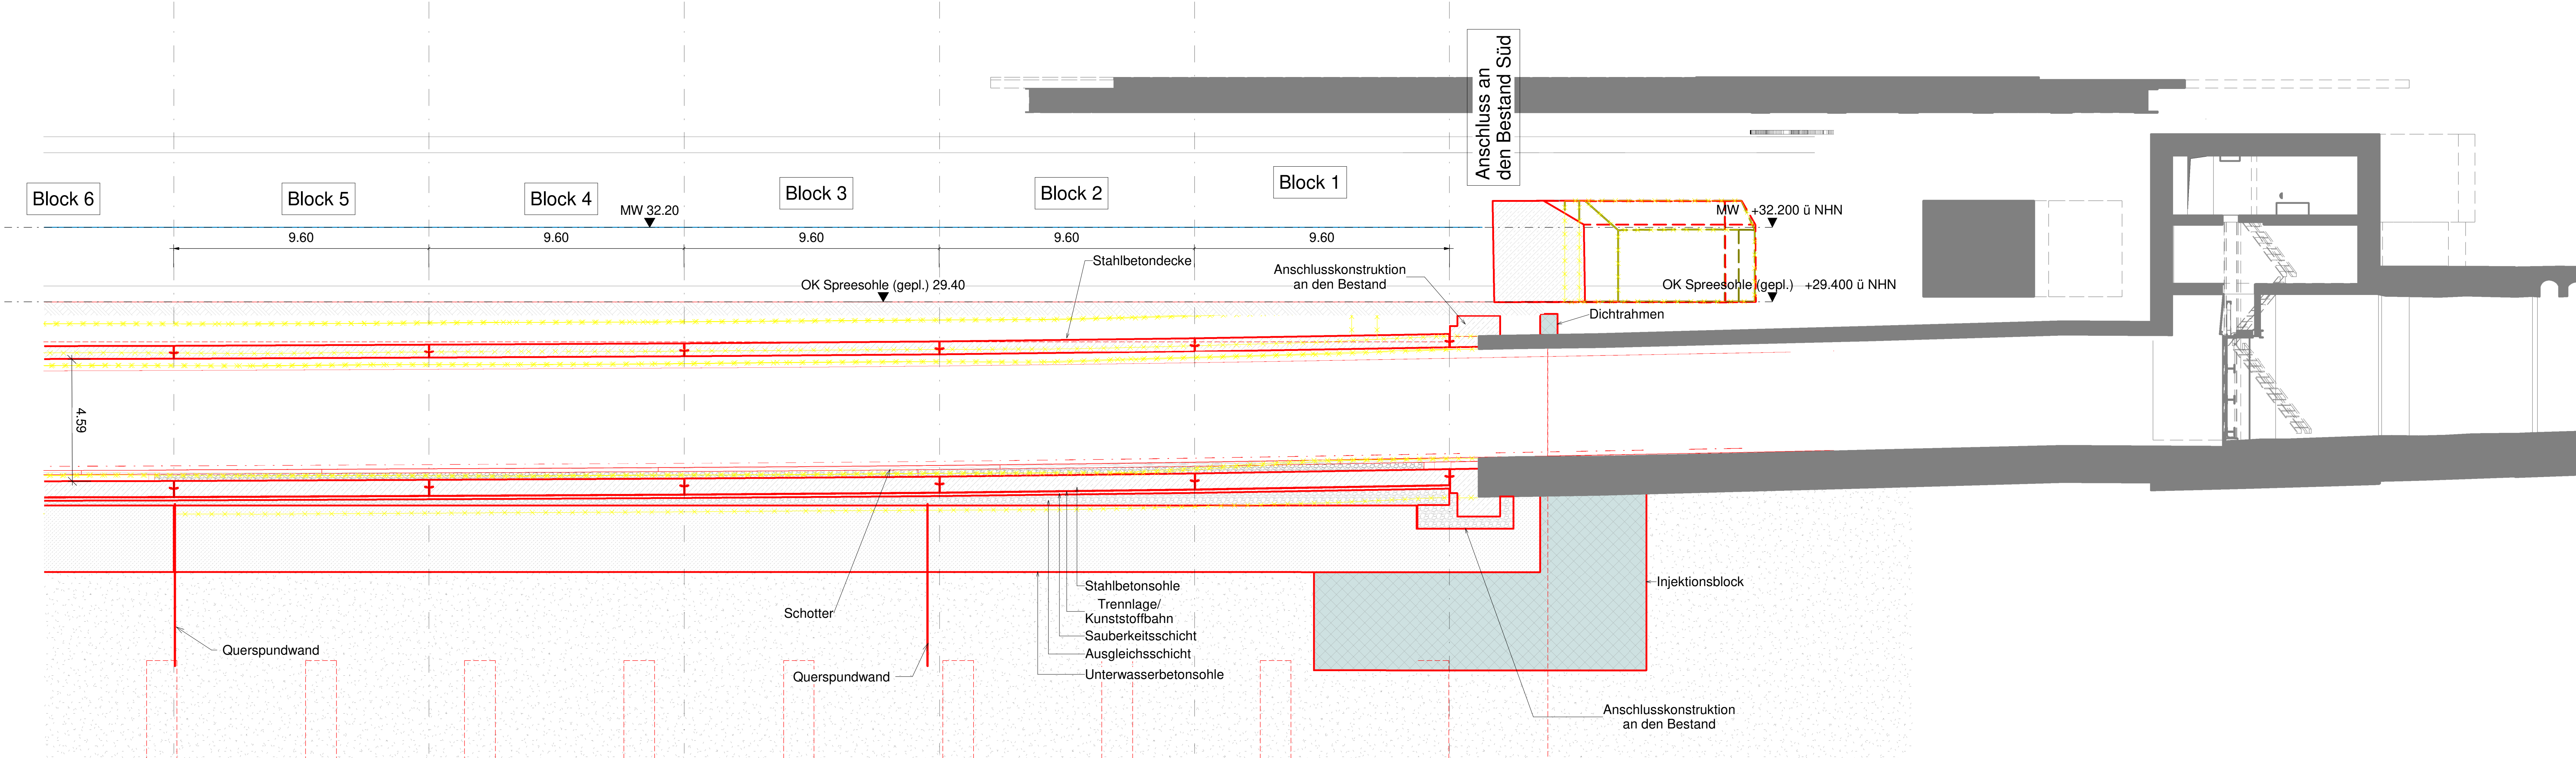 Anschluss an
den Bestand Süd
Block 6
Block 5
Block 4
Block 3
Block 2
Block 1
MW 32.20
MW +32.200 ü NHN
9.60
9.60
9.60
9.60
9.60
Stahlbetondecke
Anschlusskonstruktion
an den Bestand
OK Spreesohle (gepl.) 29.40
OK Spreesohle (gepl.) +29.400 ü NHN
Dichtrahmen
4.59
Schotter
Stahlbetonsohle
Trennlage/
Kunststoffbahn
Sauberkeitsschicht
Ausgleichsschicht
Unterwasserbetonsohle
Injektionsblock
Querspundwand
Querspundwand
Anschlusskonstruktion
an den Bestand